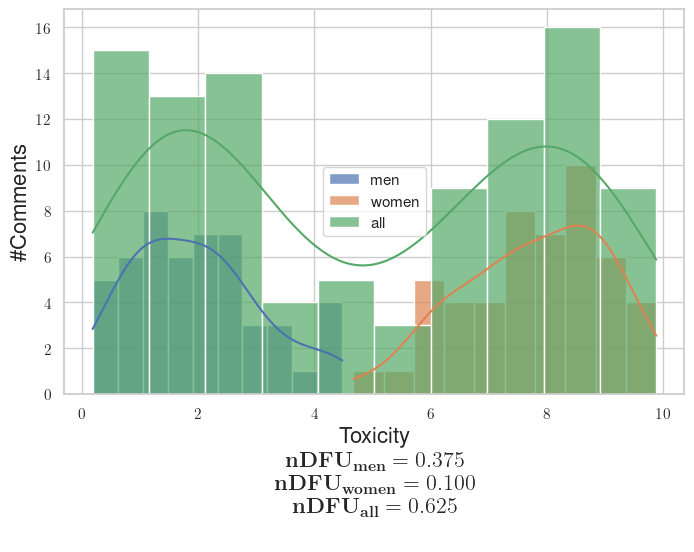 16
14
12
10
8
6
4
2
0
#Comments
men
women
all
0 2 4 6 8 10
Toxicity
nDFU_men = 0.375
nDFU_women = 0.100
nDFU_all = 0.625